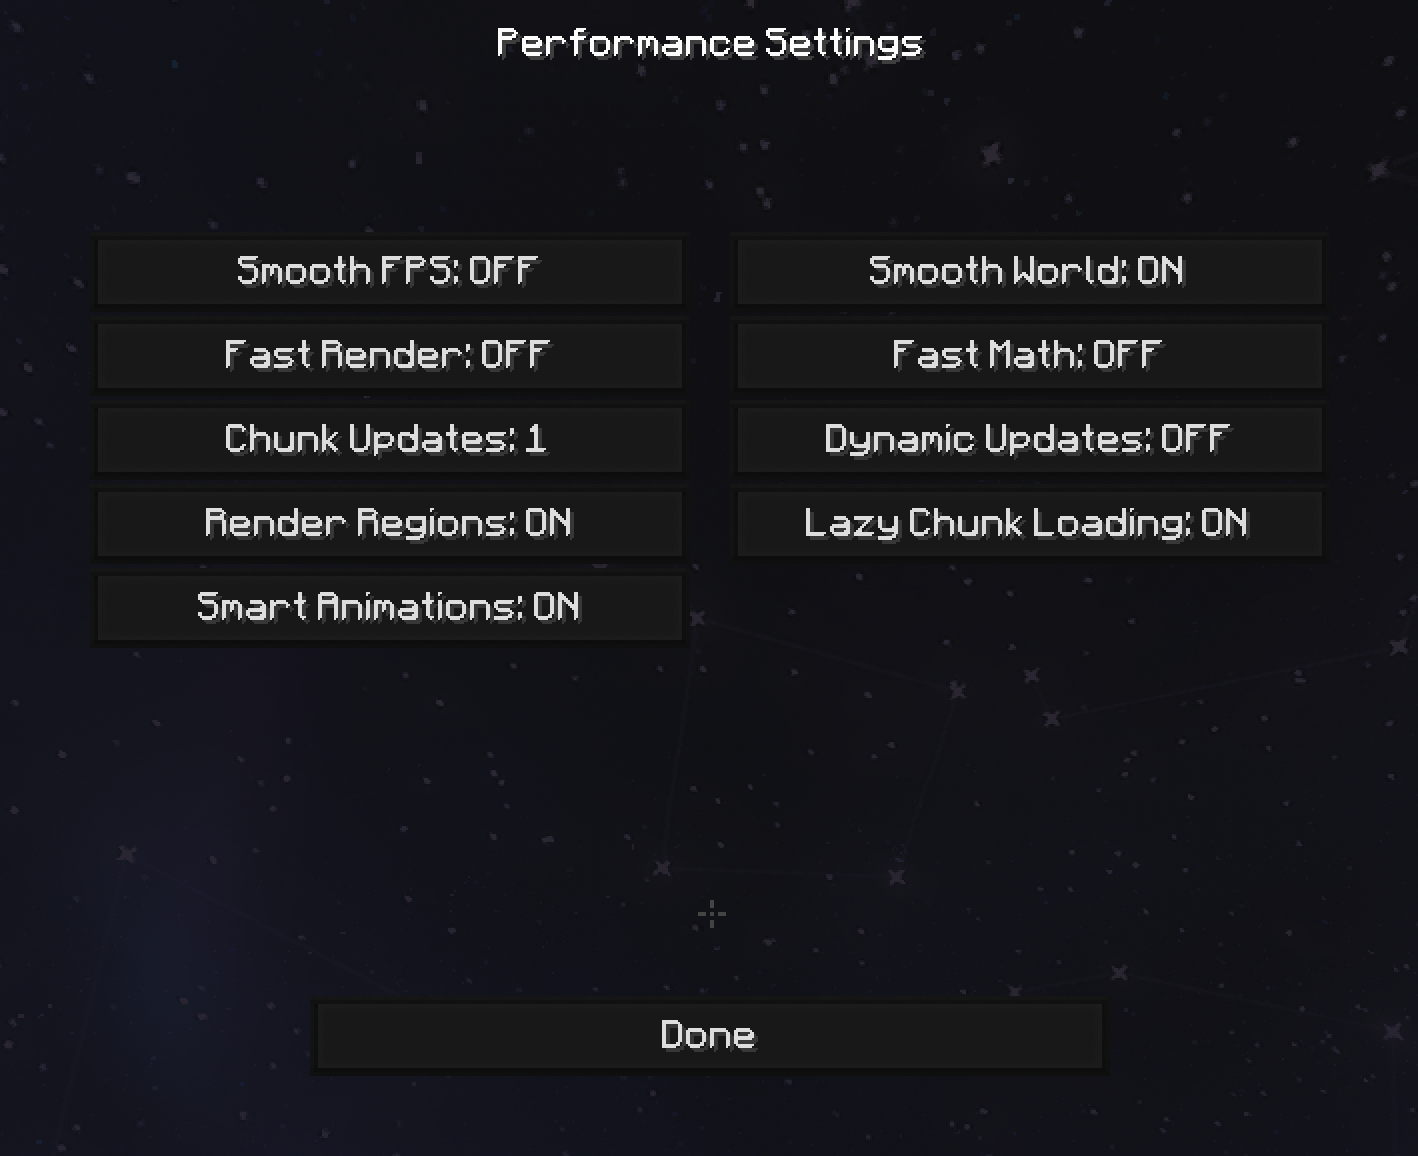 Performance Settings
Smooth FPS: OFF
Smooth World: ON
Fast Render: OFF
Fast Math: OFF
Chunk Updates: 1
Dynamic Updates: OFF
Render Regions: ON
Lazy Chunk Loading: ON
Smart Animations: ON
Done